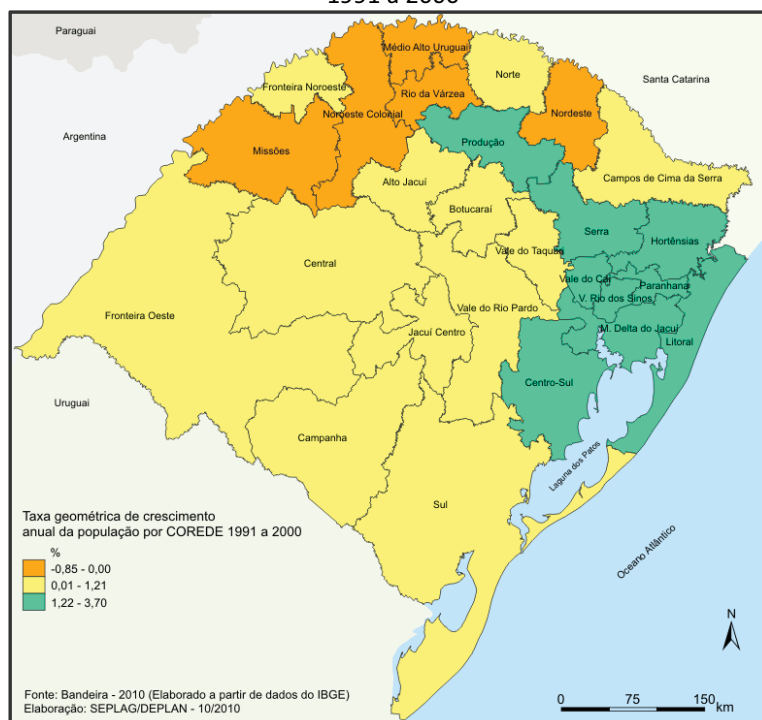 1991 a 2000
Paraguai
Médio Alto Uruguai
Norte
Santa Catarina
Fronteira Noroeste
Rio da Várzea
Noroeste Colonial
Nordeste
Argentina
Produção
Missões
Alto Jacuí
Campos de Cima da Serra
Botucaraí
Serra
Hortênsias
Vale do Taquari
Central
Vale do Caí
Paranhana
V. Rio dos Sinos
Vale do Rio Pardo
Fronteira Oeste
Jacuí Centro
M. Delta do Jacuí
Litoral
Centro-Sul
Uruguai
Campanha
Laguna dos Patos
Sul
Taxa geométrica de crescimento
anual da população por COREDE 1991 a 2000
%
-0,85 - 0,00
0,01 - 1,21
1,22 - 3,70
Oceano Atlântico
N
Fonte: Bandeira - 2010 (Elaborado a partir de dados do IBGE)
Elaboração: SEPLAG/DEPLAN - 10/2010
0 75 150
km